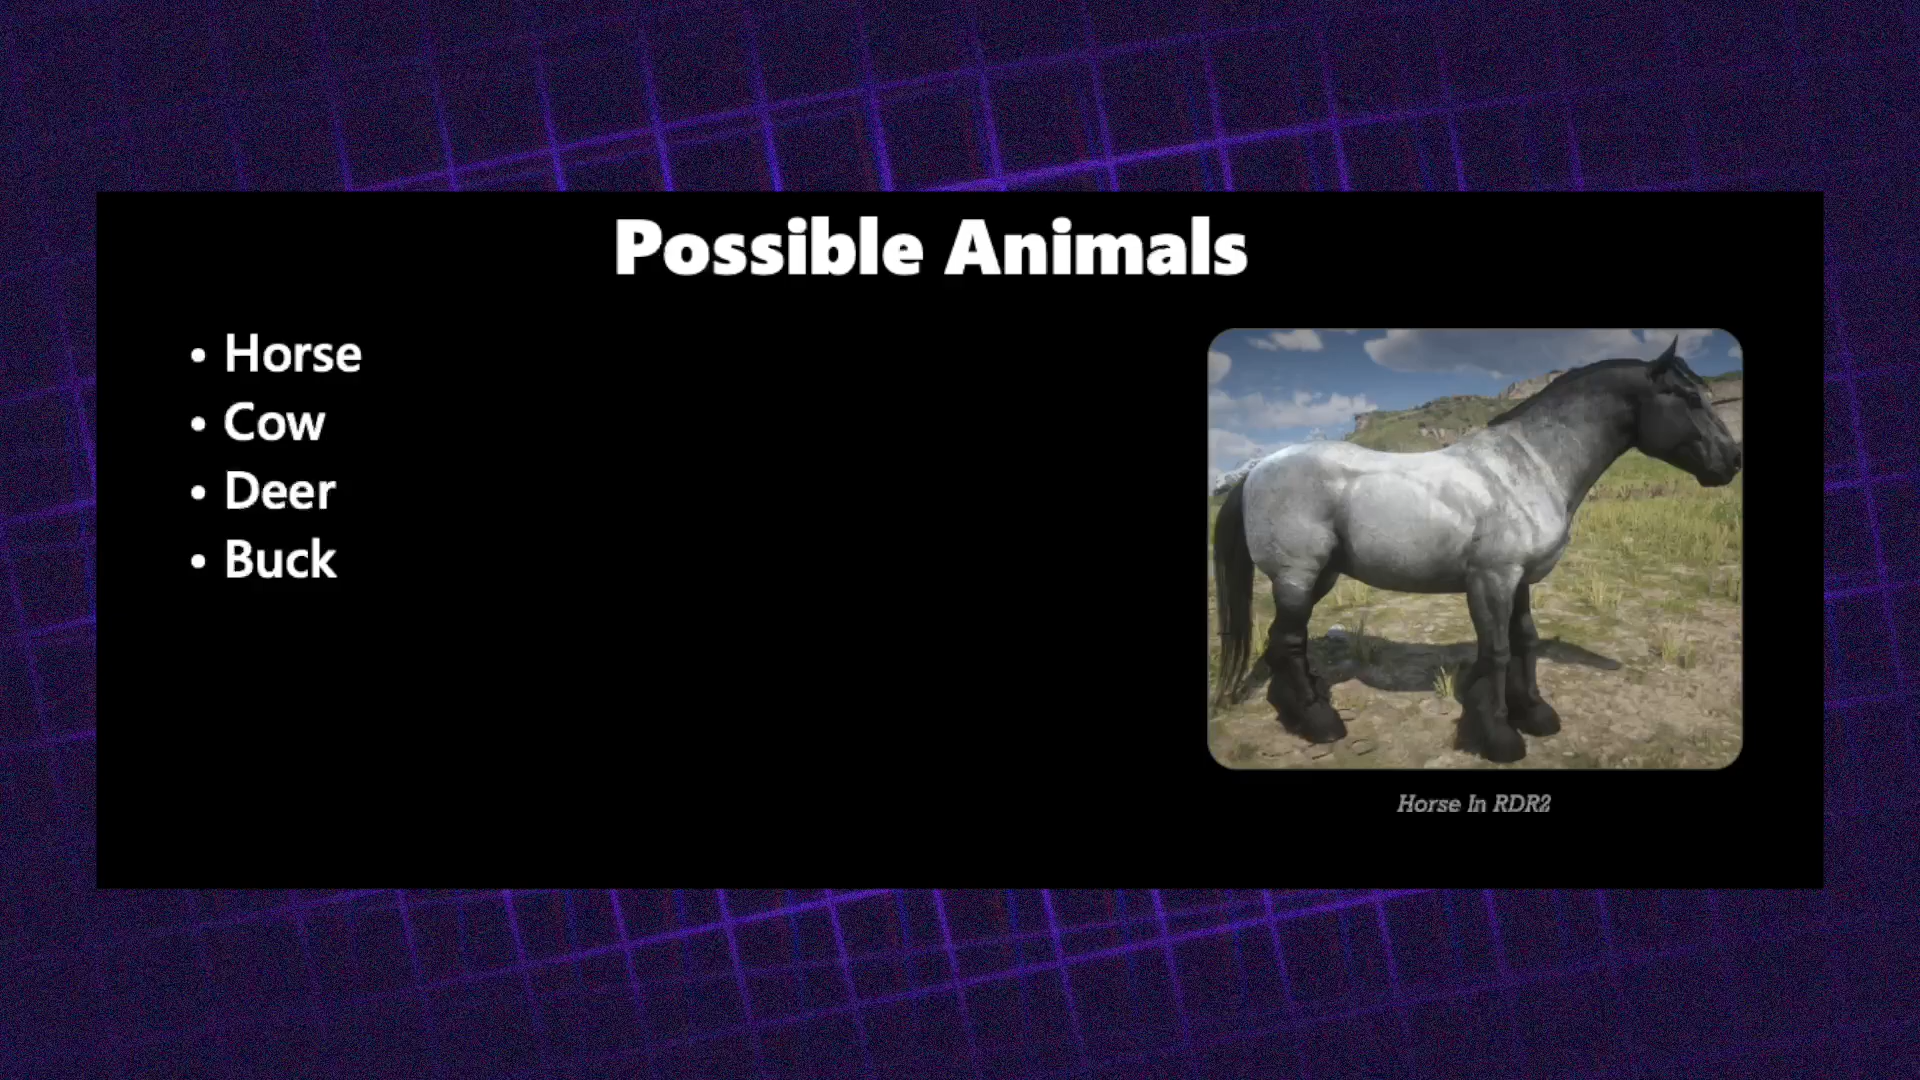 Possible Animals
• Horse
• Cow
• Deer
• Buck
Horse In RDR2